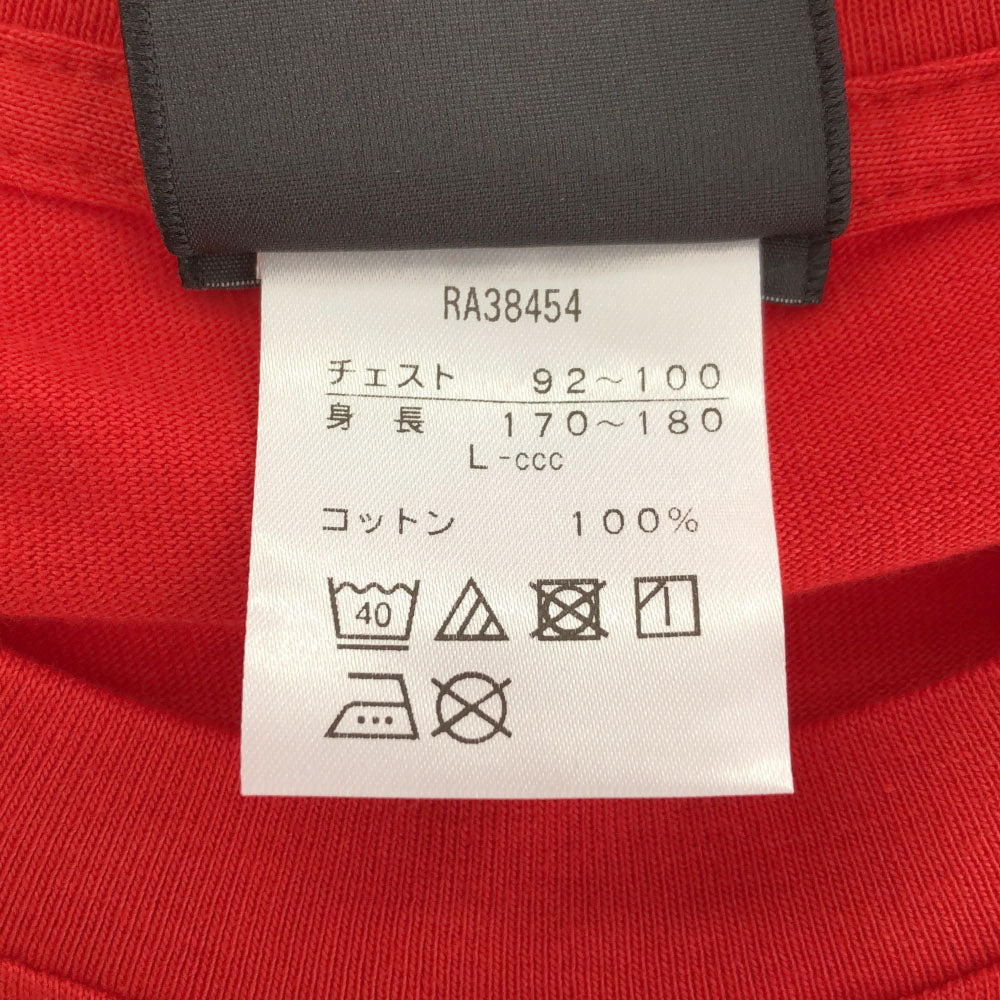 RA38454
チェスト 92～100
身長 170～180
L-ccc
コットン 100%
40